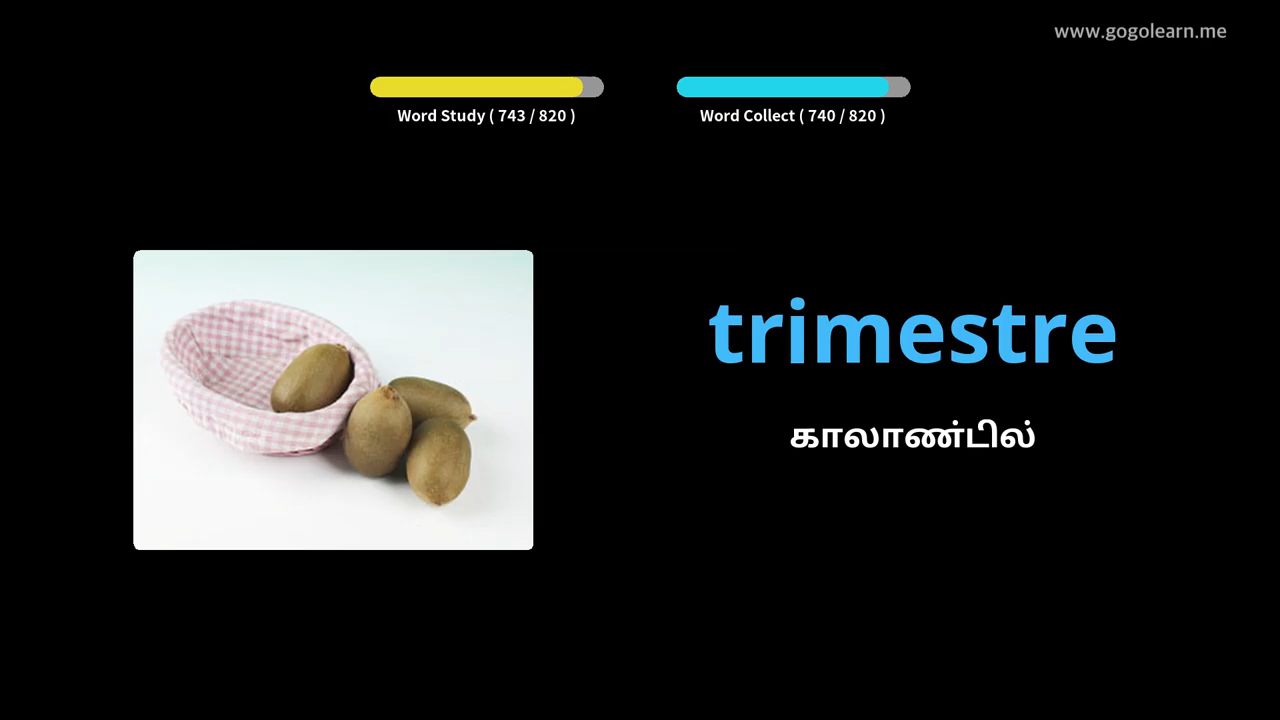 www.gogolearn.me
Word Study ( 743 / 820 )
Word Collect ( 740 / 820 )
trimestre
காலாண்டில்